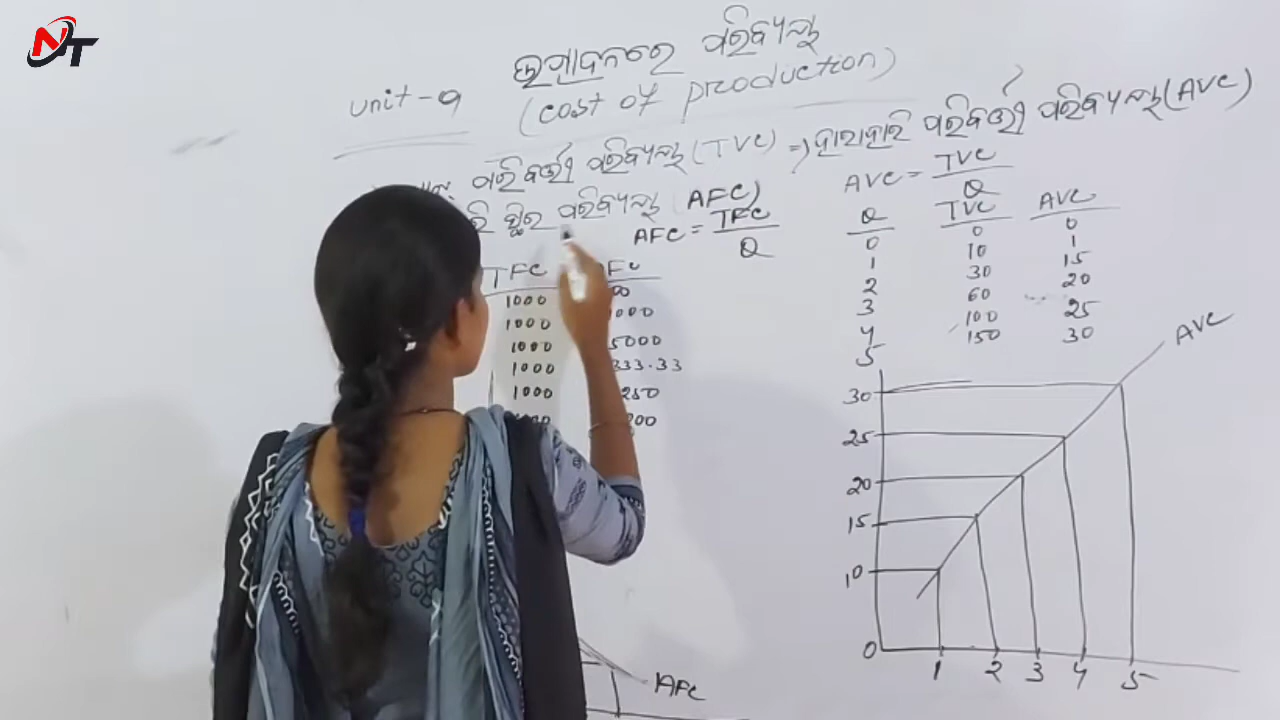 NT
ଉତ୍ପାଦନରେ ପରିବ୍ୟୟ
unit-9 (cost of production)
ପରିବର୍ତ୍ତୀ ପରିବ୍ୟୟ (TVC) ⇒ ହାରାହାରି ପରିବର୍ତ୍ତୀ ପରିବ୍ୟୟ (AVC)
ସ୍ଥିର ପରିବ୍ୟୟ (AFC)
AFC = TFC / Q
AVC = TVC / Q
TFC
1000
1000
1000 5000
1000 333.33
1000 250
Q TVC AVC
0 0 0
1 10 1
2 30 15
3 60 20
4 100 25
5 150 30
AVC
30
25
20
15
10
0 1 2 3 4 5
AFC